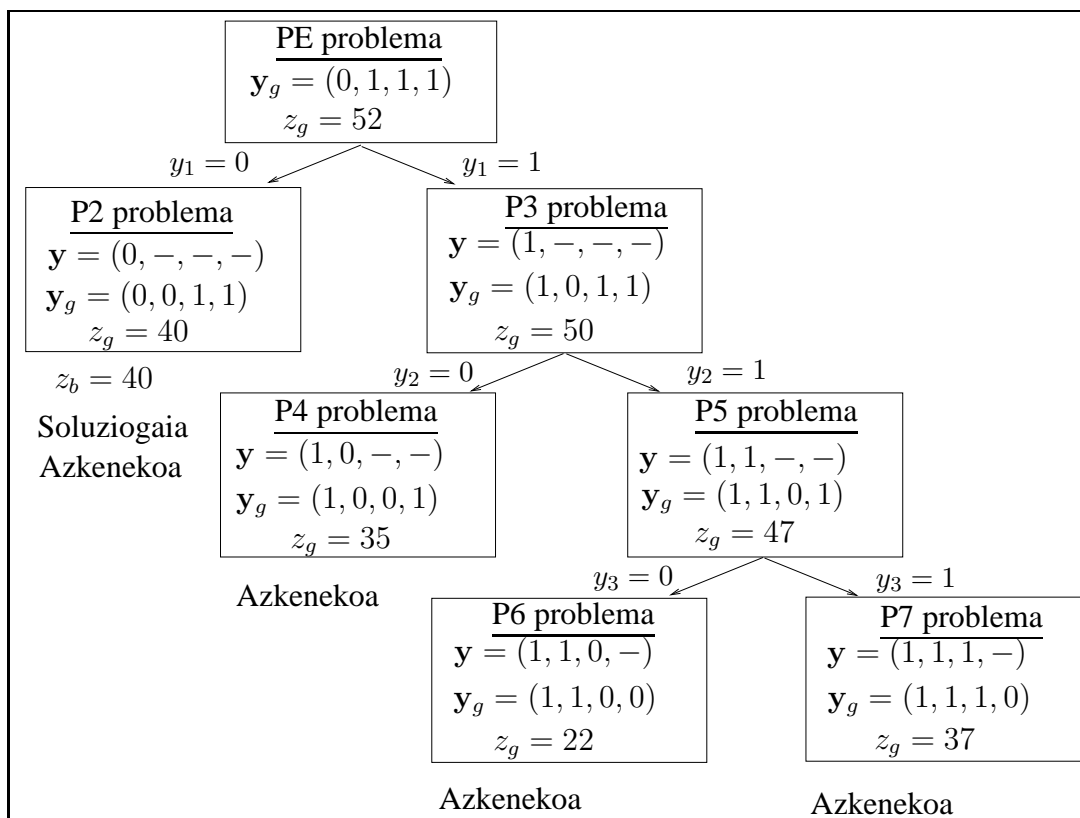 PE problema
y_g = (0, 1, 1, 1)
z_g = 52
y_1 = 0
y_1 = 1
P2 problema
y = (0, −, −, −)
y_g = (0, 0, 1, 1)
z_g = 40
z_b = 40
Soluziogaia
Azkenekoa
P3 problema
y = (1, −, −, −)
y_g = (1, 0, 1, 1)
z_g = 50
y_2 = 0
y_2 = 1
P4 problema
y = (1, 0, −, −)
y_g = (1, 0, 0, 1)
z_g = 35
Azkenekoa
P5 problema
y = (1, 1, −, −)
y_g = (1, 1, 0, 1)
z_g = 47
y_3 = 0
y_3 = 1
P6 problema
y = (1, 1, 0, −)
y_g = (1, 1, 0, 0)
z_g = 22
Azkenekoa
P7 problema
y = (1, 1, 1, −)
y_g = (1, 1, 1, 0)
z_g = 37
Azkenekoa